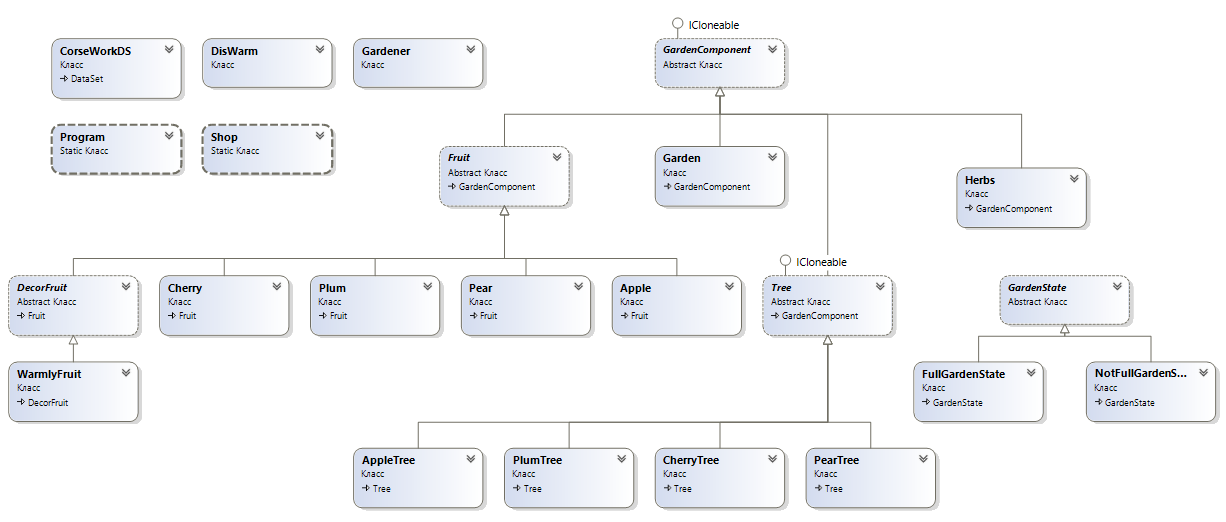 ICloneable
CorseWorkDS
Класс
DataSet
DisWarm
Класс
Gardener
Класс
GardenComponent
Abstract Класс
Program
Static Класс
Shop
Static Класс
Fruit
Abstract Класс
GardenComponent
Garden
Класс
GardenComponent
Herbs
Класс
GardenComponent
ICloneable
DecorFruit
Abstract Класс
Fruit
Cherry
Класс
Fruit
Plum
Класс
Fruit
Pear
Класс
Fruit
Apple
Класс
Fruit
Tree
Abstract Класс
GardenComponent
GardenState
Abstract Класс
WarmlyFruit
Класс
DecorFruit
FullGardenState
Класс
GardenState
NotFullGardenS...
Класс
GardenState
AppleTree
Класс
Tree
PlumTree
Класс
Tree
CherryTree
Класс
Tree
PearTree
Класс
Tree